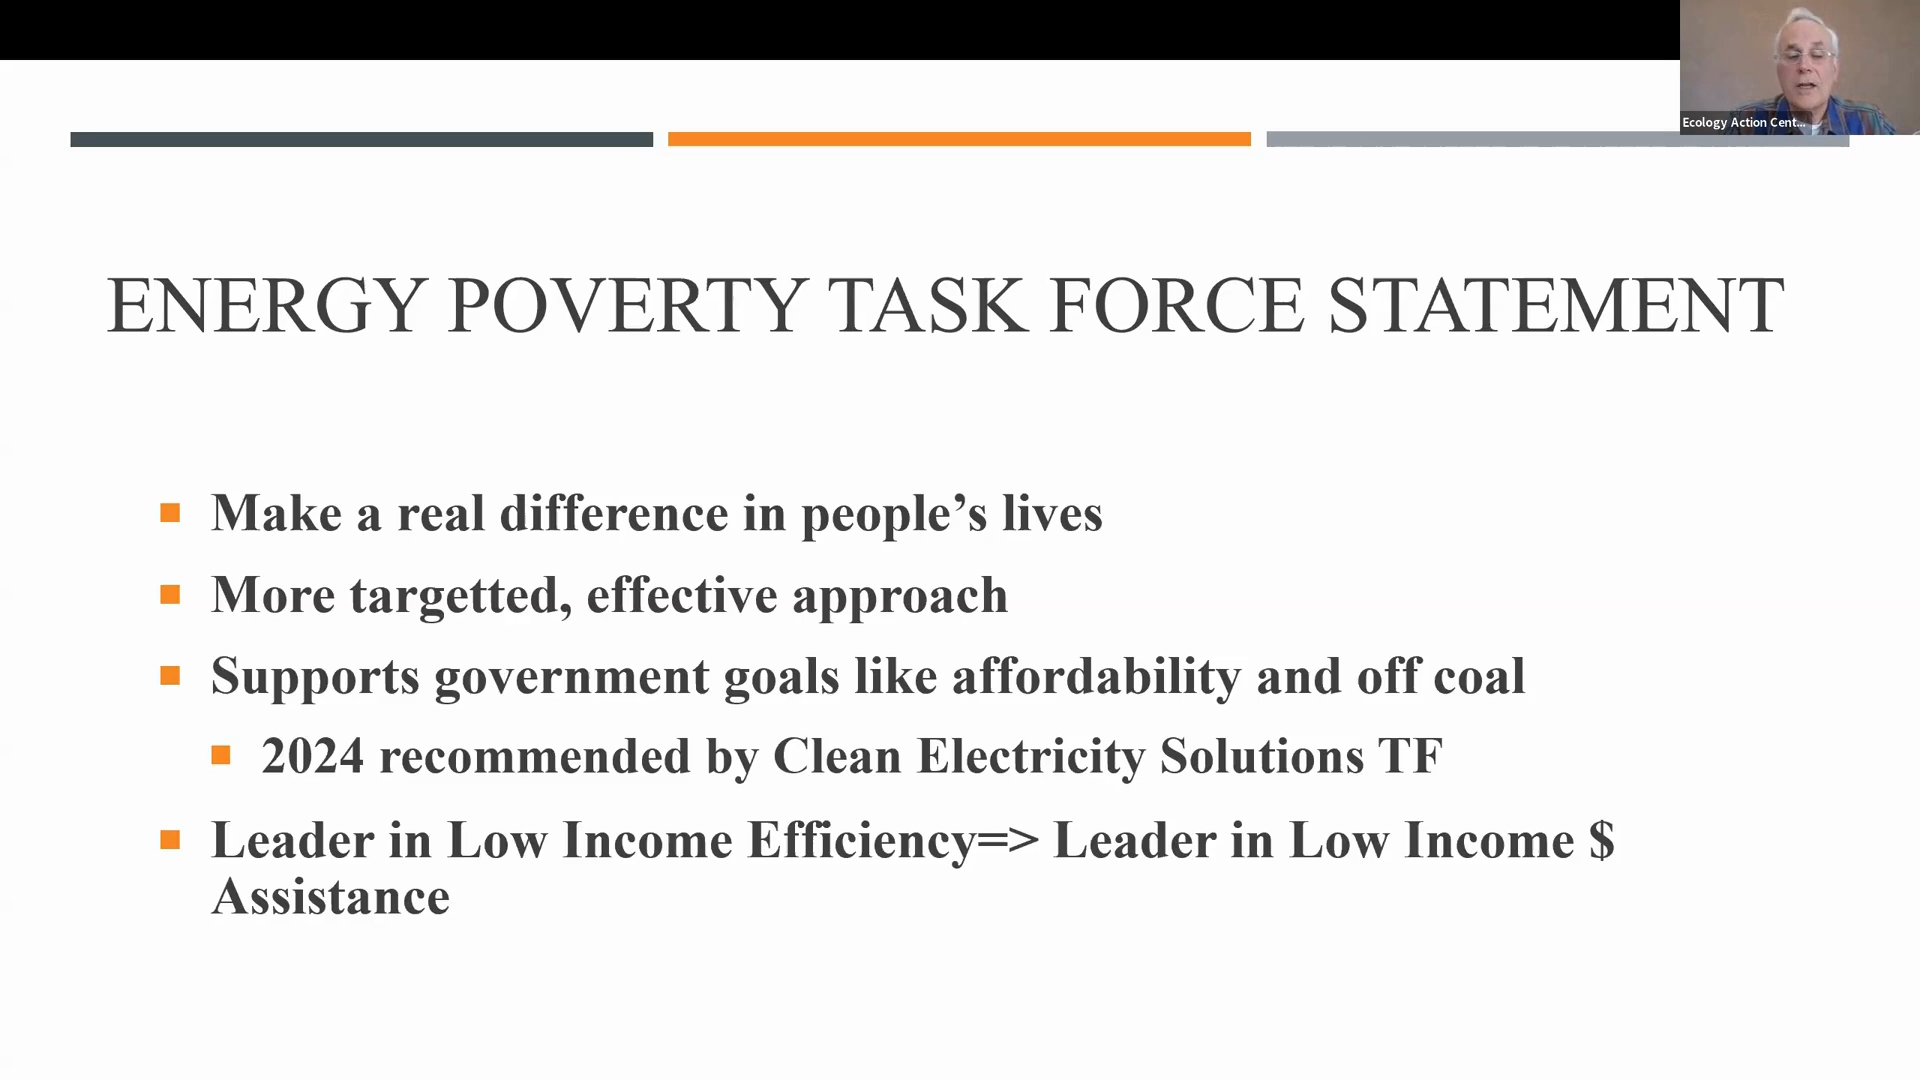 Ecology Action Cent...
ENERGY POVERTY TASK FORCE STATEMENT
Make a real difference in people’s lives
More targetted, effective approach
Supports government goals like affordability and off coal
2024 recommended by Clean Electricity Solutions TF
Leader in Low Income Efficiency=> Leader in Low Income $
Assistance